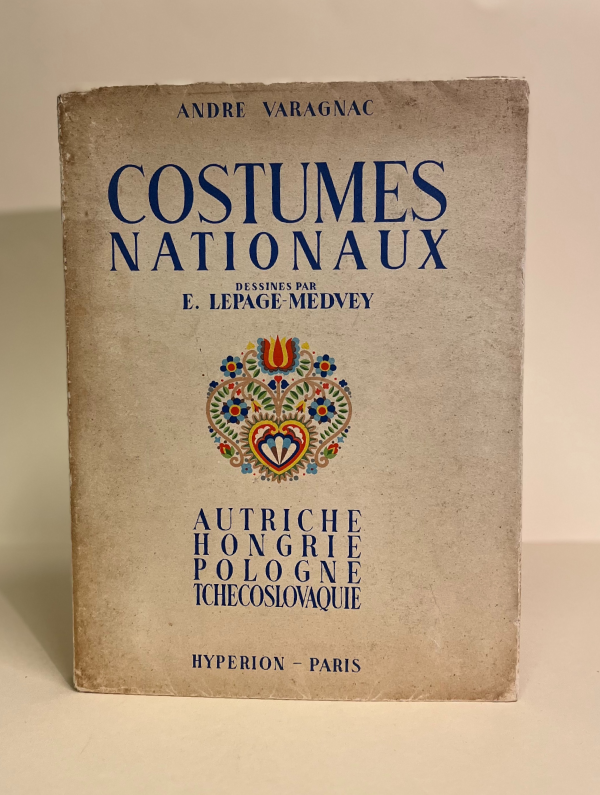 ANDRE VARAGNAC
COSTUMES
NATIONAUX
DESSINES PAR
E. LEPAGE-MEDVEY
AUTRICHE
HONGRIE
POLOGNE
TCHECOSLOVAQUIE
HYPERION - PARIS